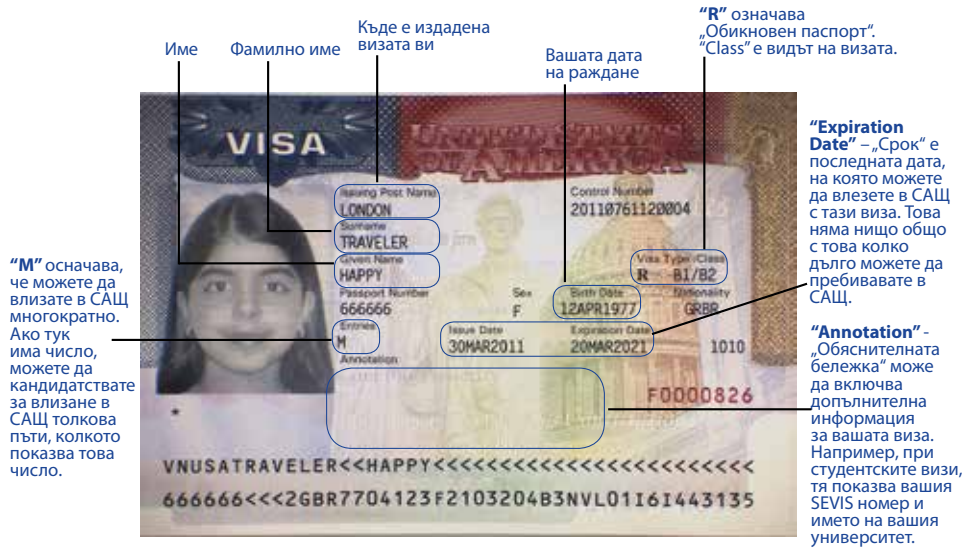 Име
Фамилно име
Къде е издадена
визата ви
Вашата дата
на раждане
“R” означава
„Обикновен паспорт“.
“Class” е видът на визата.
“Expiration
Date” – „Срок“ е
последната дата,
на която можете
да влезете в САЩ
с тази виза. Това
няма нищо общо
с това колко
дълго можете да
пребивавате в
САЩ.
“Annotation” -
„Обяснителната
бележка“ може
да включва
допълнителна
информация
за вашата виза.
Например, при
студентските визи,
тя показва вашия
SEVIS номер и
името на вашия
университет.
“M” осначава,
че можете да
влизате в САЩ
многократно.
Ако тук
има число,
можете да
кандидатствате
за влизане в
САЩ толкова
пъти, колкото
показва това
число.
VISA
UNITED STATES
OF AMERICA
Issuing Post Name
LONDON
Control Number
20110761120004
Surname
TRAVELER
Given Name
HAPPY
Visa Type /Class
R B1/B2
Passport Number
666666
Sex
F
Birth Date
12APR1977
Nationality
GRBR
Entries
M
Issue Date
30MAR2011
Expiration Date
20MAR2021
1010
Annotation
F0000826
*
VNUSATRAVELER<<HAPPY<<<<<<<<<<<<<<<<<<<<<<<<
666666<<<2GBR7704123F2103204B3NVL01I6I443135